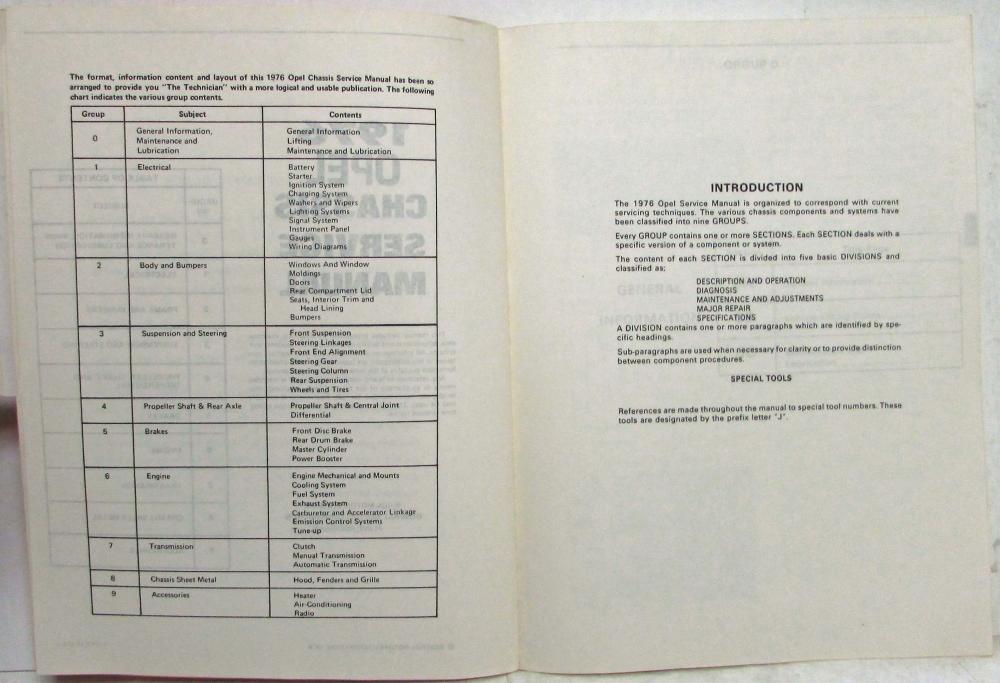 The format, information content and layout of this 1976 Opel Chassis Service Manual has been so
arranged to provide you "The Technician" with a more logical and usable publication. The following
chart indicates the various group contents.
Group Subject Contents
0 General Information, General Information
Maintenance and Lifting
Lubrication Maintenance and Lubrication
1 Electrical Battery
Starter
Ignition System
Charging System
Washers and Wipers
Lighting Systems
Signal System
Instrument Panel
Gauges
Wiring Diagrams
2 Body and Bumpers Windows And Window
Moldings
Doors
Rear Compartment Lid
Seats, Interior Trim and
Head Lining
Bumpers
3 Suspension and Steering Front Suspension
Steering Linkages
Front End Alignment
Steering Gear
Steering Column
Rear Suspension
Wheels and Tires
4 Propeller Shaft & Rear Axle Propeller Shaft & Central Joint
Differential
5 Brakes Front Disc Brake
Rear Drum Brake
Master Cylinder
Power Booster
6 Engine Engine Mechanical and Mounts
Cooling System
Fuel System
Exhaust System
Carburetor and Accelerator Linkage
Emission Control Systems
Tune-up
7 Transmission Clutch
Manual Transmission
Automatic Transmission
8 Chassis Sheet Metal Hood, Fenders and Grille
9 Accessories Heater
Air Conditioning
Radio
INTRODUCTION
The 1976 Opel Service Manual is organized to correspond with current
servicing techniques. The various chassis components and systems have
been classified into nine GROUPS.
Every GROUP contains one or more SECTIONS. Each SECTION deals with a
specific version of a component or system.
The content of each SECTION is divided into five basic DIVISIONS and
classified as;
DESCRIPTION AND OPERATION
DIAGNOSIS
MAINTENANCE AND ADJUSTMENTS
MAJOR REPAIR
SPECIFICATIONS
A DIVISION contains one or more paragraphs which are identified by spe-
cific headings.
Sub-paragraphs are used when necessary for clarity or to provide distinction
between component procedures.
SPECIAL TOOLS
References are made throughout the manual to special tool numbers. These
tools are designated by the prefix letter "J".